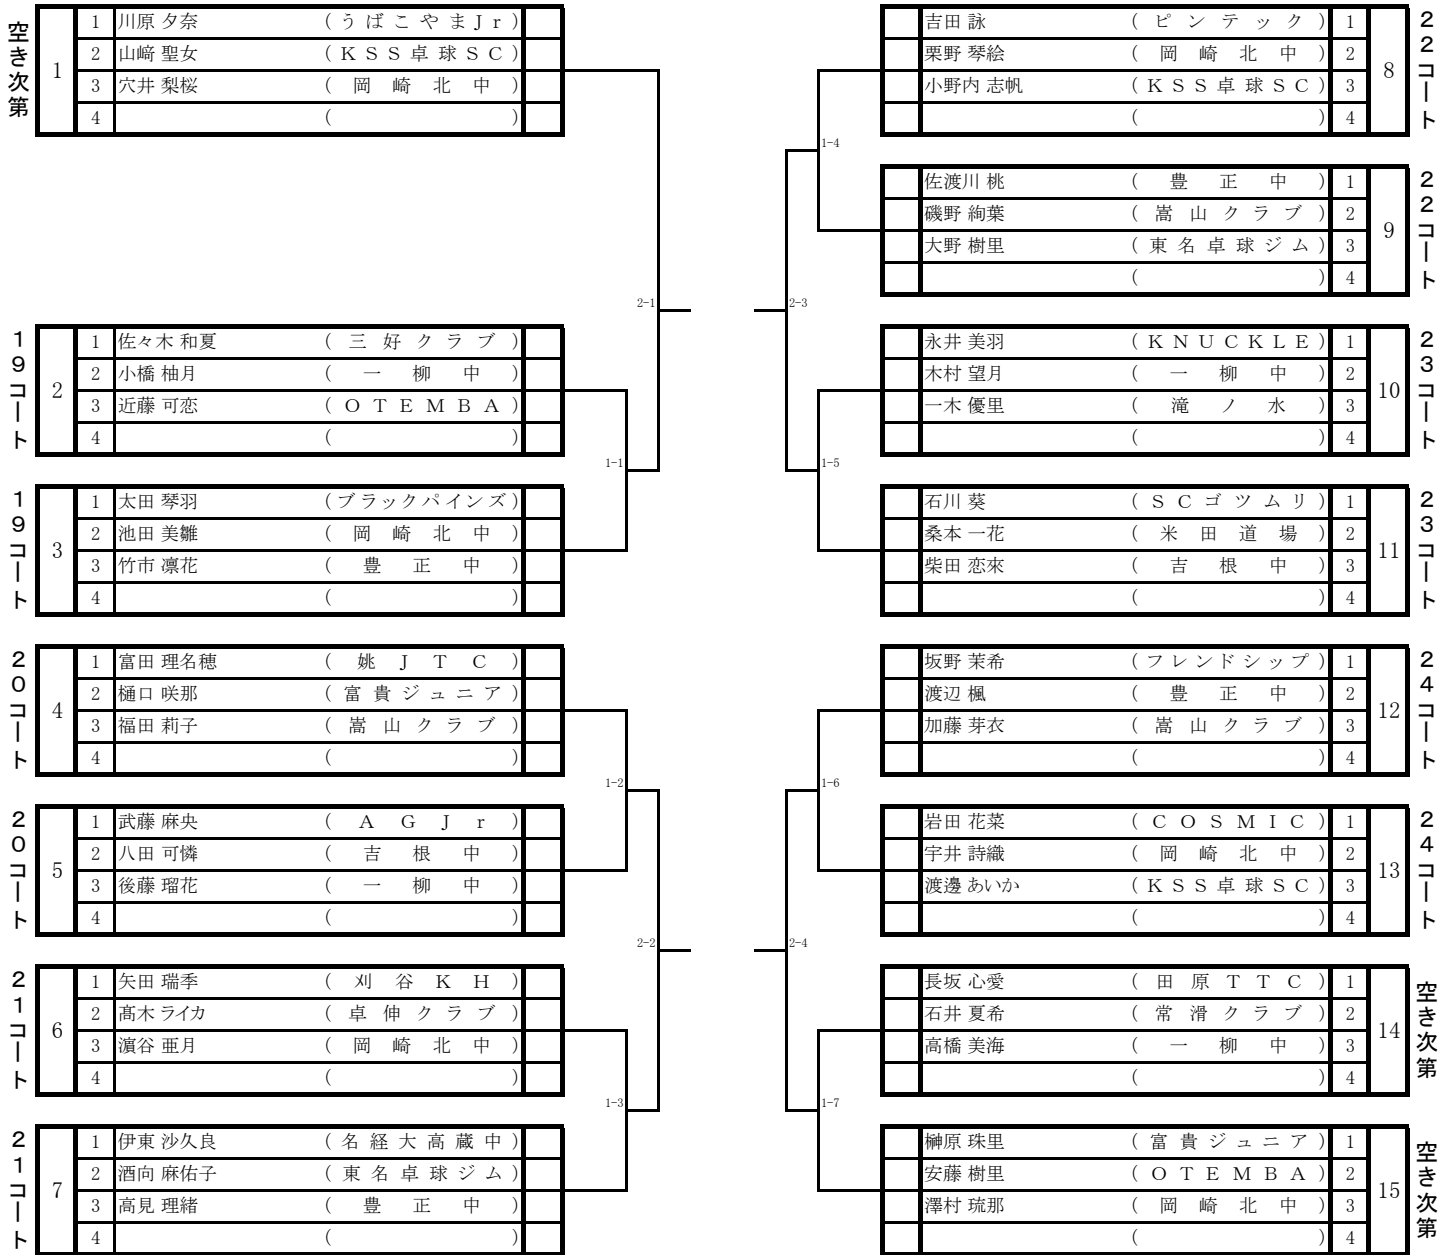 空き次第
1
1 川原 夕奈 (うばこやまJr)
2 山﨑 聖女 (KSS卓球SC)
3 穴井 梨桜 (岡崎北中)
4 ( )
19コート
2
1 佐々木 和夏 (三好クラブ)
2 小橋 柚月 (一柳中)
3 近藤 可恋 (OTEMBA)
4 ( )
19コート
3
1 太田 琴羽 (ブラックパインズ)
2 池田 美雛 (岡崎北中)
3 竹市 凛花 (豊正中)
4 ( )
20コート
4
1 富田 理名穂 (姚JTC)
2 樋口 咲那 (富貴ジュニア)
3 福田 莉子 (嵩山クラブ)
4 ( )
20コート
5
1 武藤 麻央 (AGJr)
2 八田 可憐 (吉根中)
3 後藤 瑠花 (一柳中)
4 ( )
21コート
6
1 矢田 瑞季 (刈谷KH)
2 髙木 ライカ (卓伸クラブ)
3 濵谷 亜月 (岡崎北中)
4 ( )
21コート
7
1 伊東 沙久良 (名経大高蔵中)
2 酒向 麻佑子 (東名卓球ジム)
3 高見 理緒 (豊正中)
4 ( )
2-1
1-1
1-2
2-2
1-3
1-4
2-3
1-5
1-6
2-4
1-7
吉田 詠 (ピンテック) 1
栗野 琴絵 (岡崎北中) 2
小野内 志帆 (KSS卓球SC) 3
( ) 4
8
22コート
佐渡川 桃 (豊正中) 1
磯野 絢葉 (嵩山クラブ) 2
大野 樹里 (東名卓球ジム) 3
( ) 4
9
22コート
永井 美羽 (KNUCKLE) 1
木村 望月 (一柳中) 2
一木 優里 (滝ノ水) 3
( ) 4
10
23コート
石川 葵 (SCゴツムリ) 1
桑本 一花 (米田道場) 2
柴田 恋來 (吉根中) 3
( ) 4
11
23コート
坂野 茉希 (フレンドシップ) 1
渡辺 楓 (豊正中) 2
加藤 芽衣 (嵩山クラブ) 3
( ) 4
12
24コート
岩田 花菜 (COSMIC) 1
宇井 詩織 (岡崎北中) 2
渡邊 あいか (KSS卓球SC) 3
( ) 4
13
24コート
長坂 心愛 (田原TTC) 1
石井 夏希 (常滑クラブ) 2
高橋 美海 (一柳中) 3
( ) 4
14
空き次第
榊原 珠里 (富貴ジュニア) 1
安藤 樹里 (OTEMBA) 2
澤村 琉那 (岡崎北中) 3
( ) 4
15
空き次第